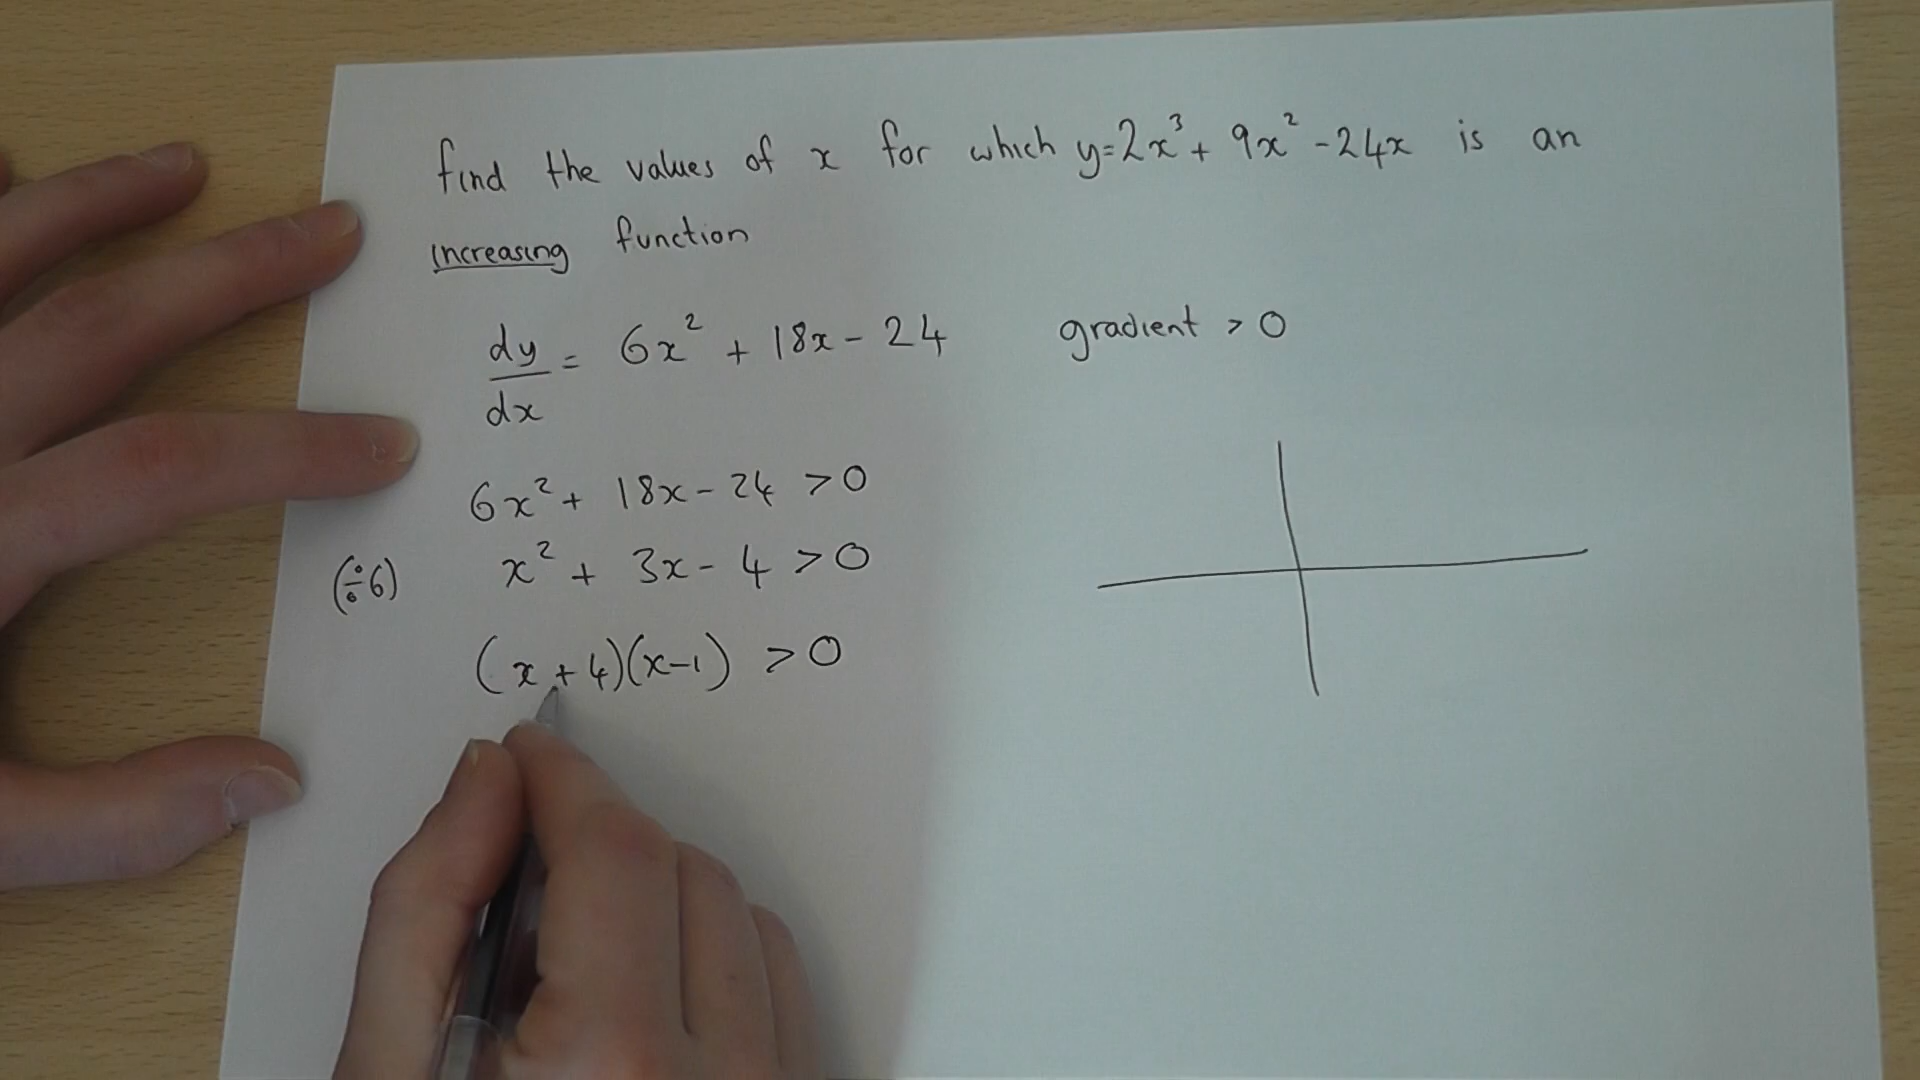 find the values of x for which y=2x³ + 9x² - 24x is an
increasing function
dy/dx = 6x² + 18x - 24 gradient > 0
6x² + 18x - 24 > 0
(÷6) x² + 3x - 4 > 0
(x + 4)(x - 1) > 0